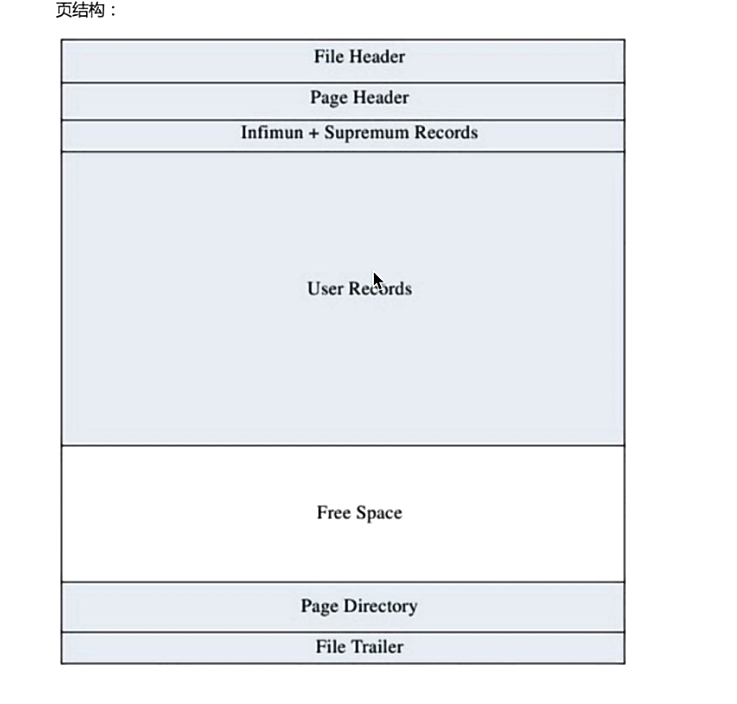 页结构：
File Header
Page Header
Infimun + Supremum Records
User Records
Free Space
Page Directory
File Trailer